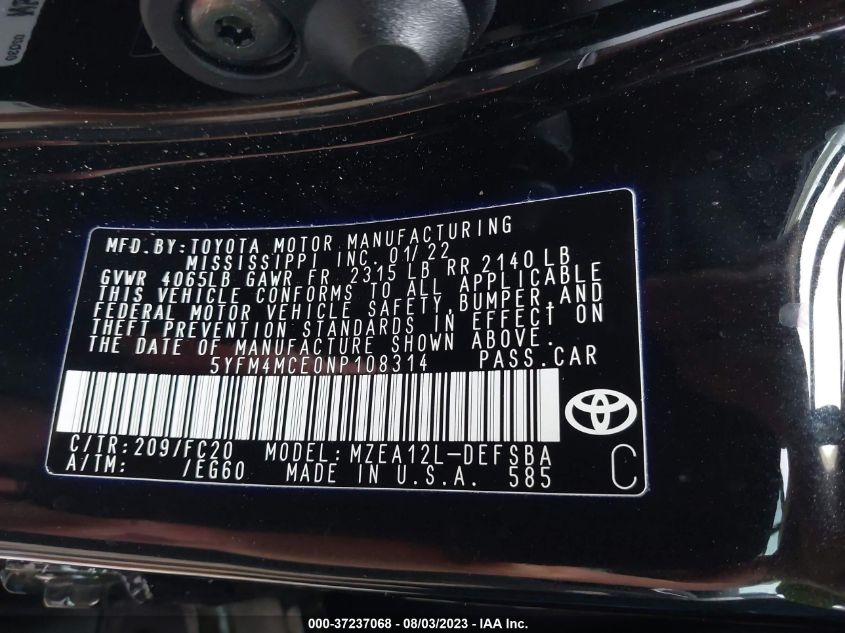 00D30
MFD.BY:TOYOTA MOTOR MANUFACTURING
MISSISSIPPI INC. 01/22
GVWR 4065LB GAWR FR 2315 LB RR 2140 LB
THIS VEHICLE CONFORMS TO ALL APPLICABLE
FEDERAL MOTOR VEHICLE SAFETY, BUMPER, AND
THEFT PREVENTION STANDARDS IN EFFECT ON
THE DATE OF MANUFACTURE SHOWN ABOVE.
5YFM4MCE0NP108314 PASS.CAR
C/TR:209/FC20 MODEL: MZEA12L-DEFSBA
A/TM: /EG60 MADE IN U.S.A. 585
C
000-37237068 - 08/03/2023 - IAA Inc.